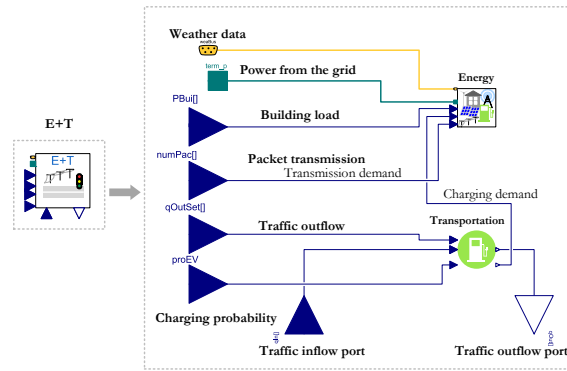 Weather data
weaBus
term_p
Power from the grid
Energy
PBui[]
Building load
E+T
E+T
numPac[]
Packet transmission
Transmission demand
Charging demand
qOutSet[]
Traffic outflow
Transportation
proEV
Charging probability
Traffic inflow port
Traffic outflow port